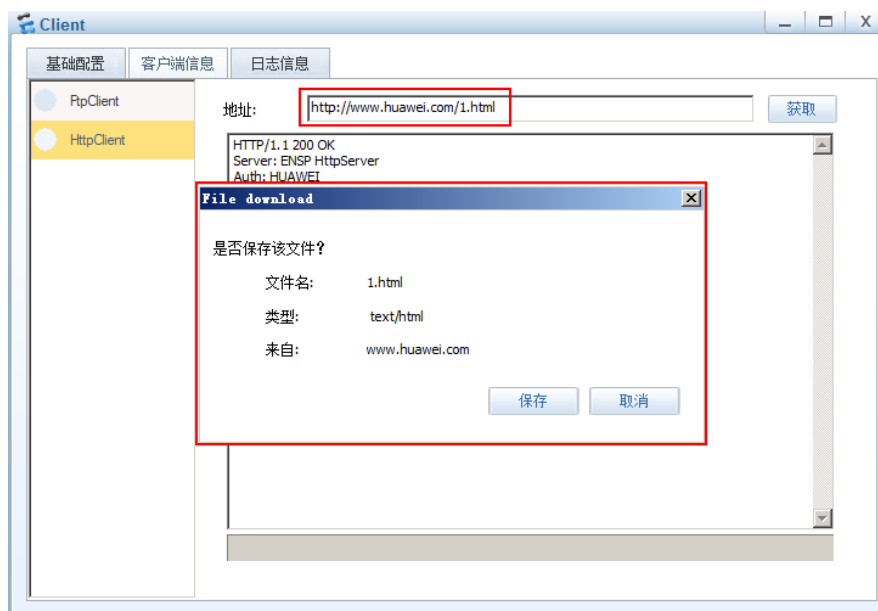 Client
基础配置 客户端信息 日志信息
FtpClient
HttpClient
地址: http://www.huawei.com/1.html 获取
HTTP/1.1 200 OK
Server: ENSP HttpServer
Auth: HUAWEI
File download
是否保存该文件?
文件名: 1.html
类型: text/html
来自: www.huawei.com
保存 取消